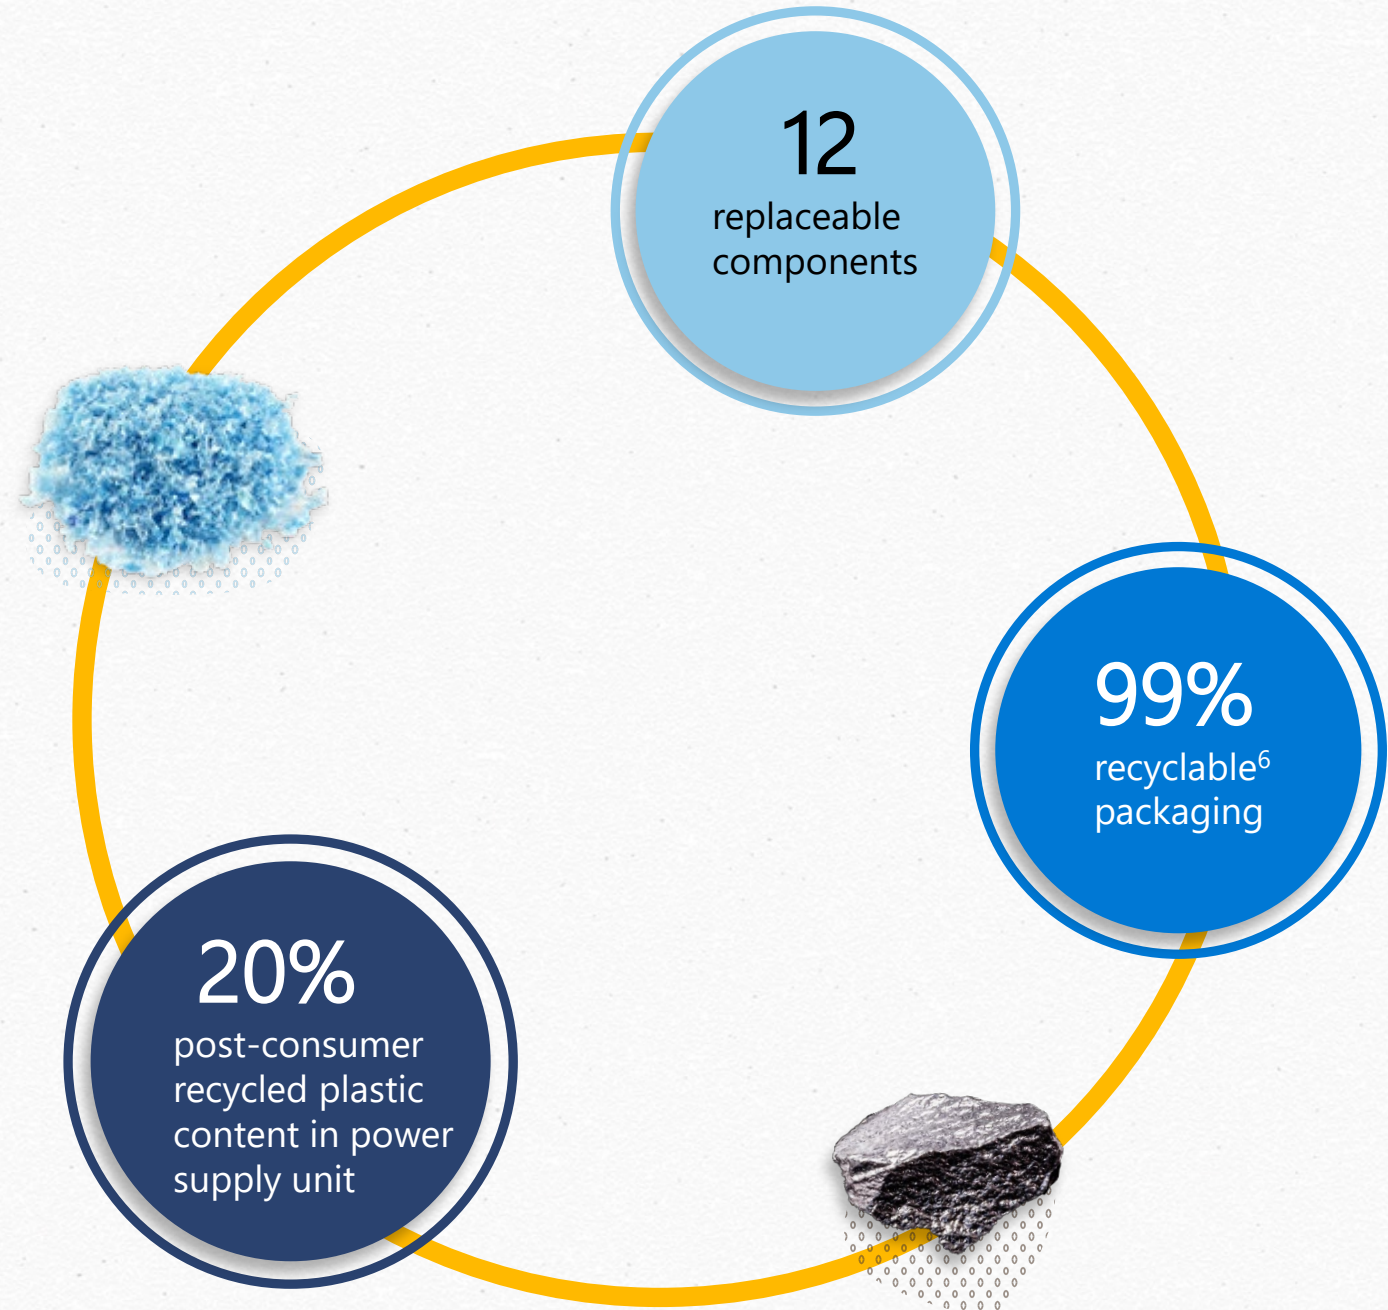 12
replaceable
components
99%
recyclable⁶
packaging
20%
post-consumer
recycled plastic
content in power
supply unit